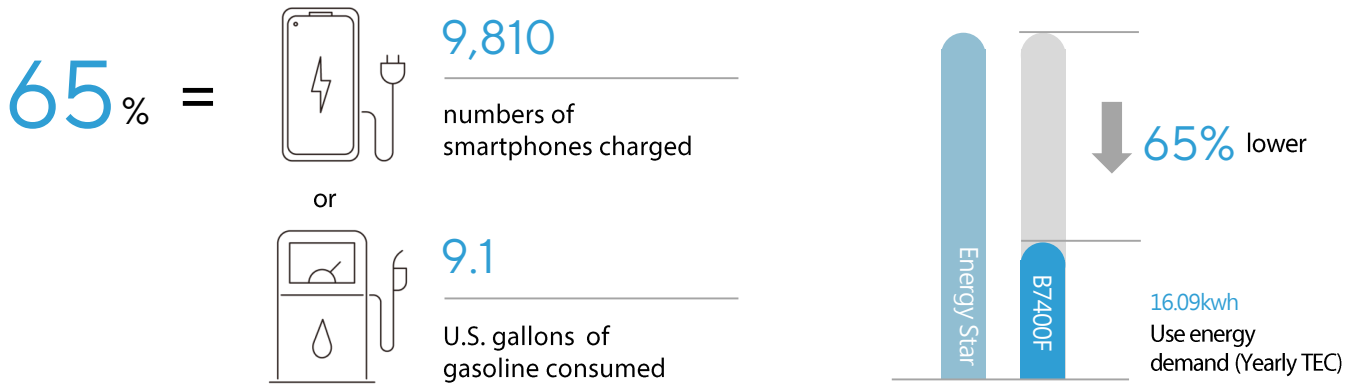 65% =
9,810
numbers of
smartphones charged
or
9.1
U.S. gallons of
gasoline consumed
Energy Star
B7400F
65% lower
16.09kwh
Use energy
demand (Yearly TEC)